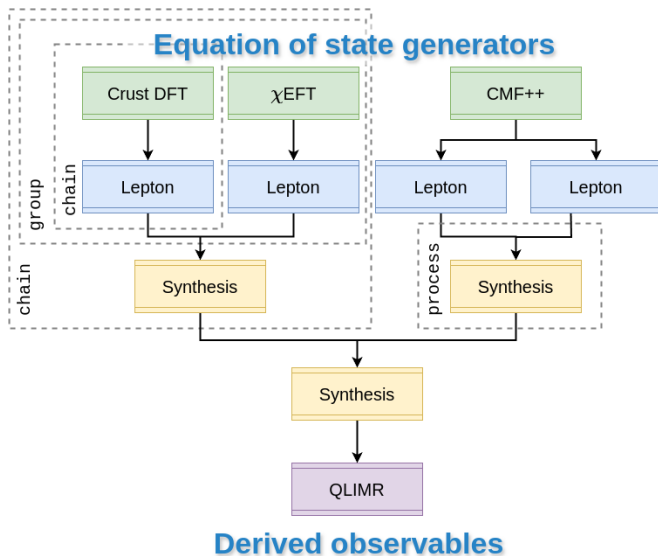 Equation of state generators
Crust DFT
χEFT
CMF++
Lepton
Lepton
Lepton
Lepton
chain
group
chain
process
Synthesis
Synthesis
Synthesis
QLIMR
Derived observables